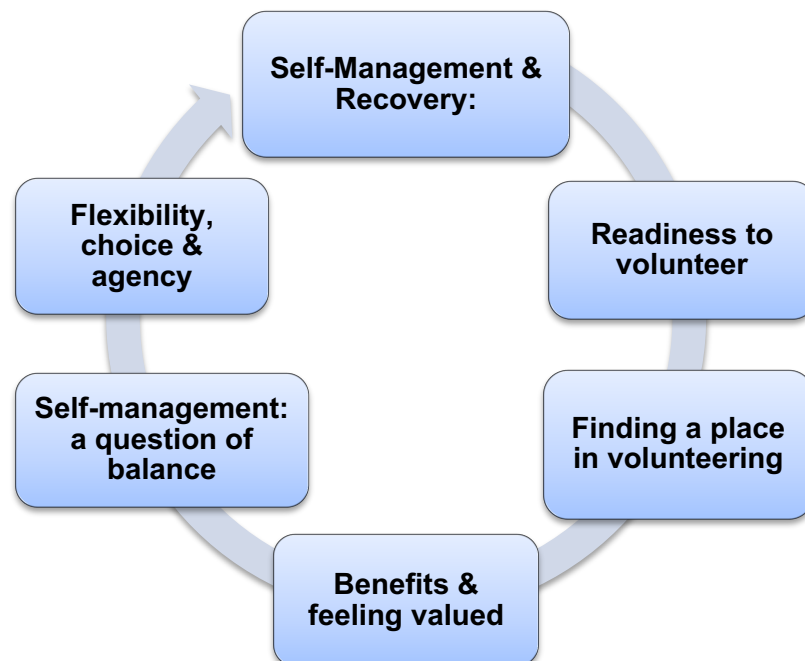 Self-Management &
Recovery:
Readiness to
volunteer
Finding a place
in volunteering
Benefits &
feeling valued
Self-management:
a question of
balance
Flexibility,
choice &
agency